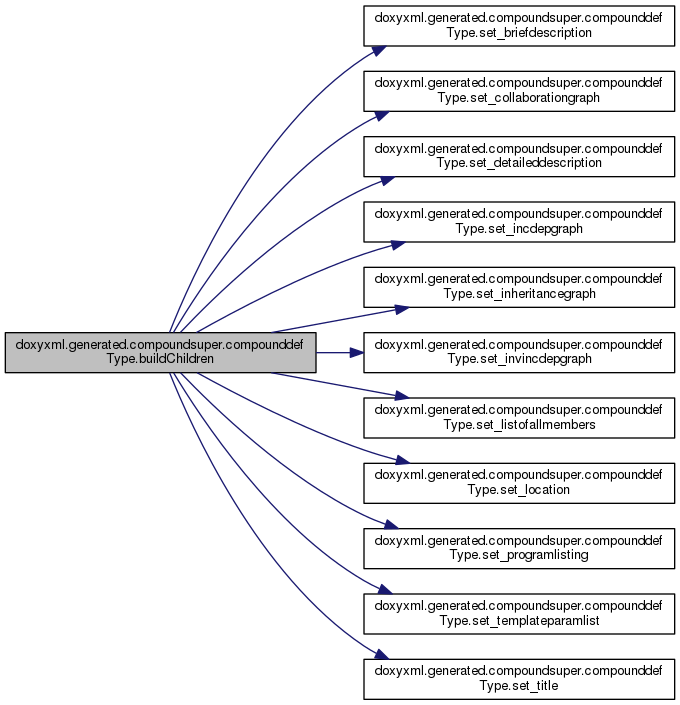 doxyxml.generated.compoundsuper.compounddef
Type.set_briefdescription
doxyxml.generated.compoundsuper.compounddef
Type.set_collaborationgraph
doxyxml.generated.compoundsuper.compounddef
Type.set_detaileddescription
doxyxml.generated.compoundsuper.compounddef
Type.set_incdepgraph
doxyxml.generated.compoundsuper.compounddef
Type.set_inheritancegraph
doxyxml.generated.compoundsuper.compounddef
Type.buildChildren
doxyxml.generated.compoundsuper.compounddef
Type.set_invincdepgraph
doxyxml.generated.compoundsuper.compounddef
Type.set_listofallmembers
doxyxml.generated.compoundsuper.compounddef
Type.set_location
doxyxml.generated.compoundsuper.compounddef
Type.set_programlisting
doxyxml.generated.compoundsuper.compounddef
Type.set_templateparamlist
doxyxml.generated.compoundsuper.compounddef
Type.set_title